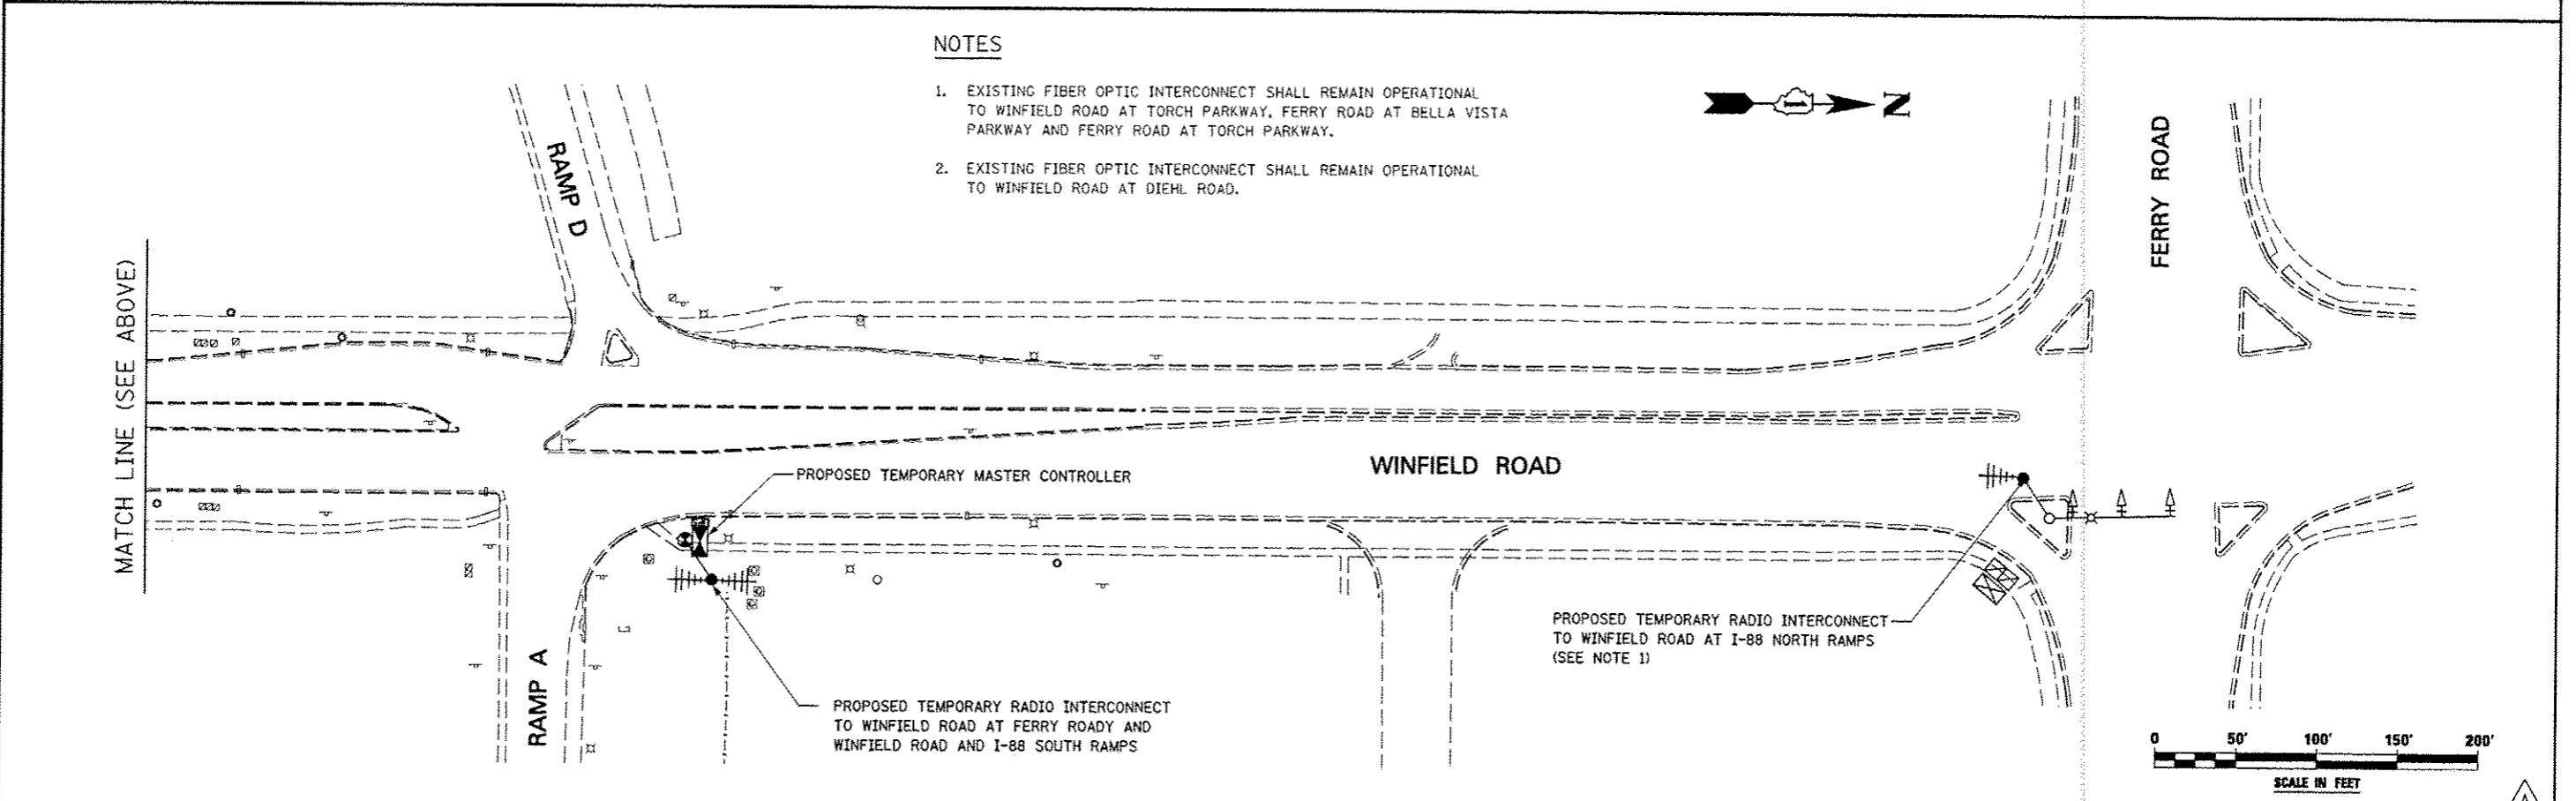 NOTES
1. EXISTING FIBER OPTIC INTERCONNECT SHALL REMAIN OPERATIONAL
TO WINFIELD ROAD AT TORCH PARKWAY, FERRY ROAD AT BELLA VISTA
PARKWAY AND FERRY ROAD AT TORCH PARKWAY.
2. EXISTING FIBER OPTIC INTERCONNECT SHALL REMAIN OPERATIONAL
TO WINFIELD ROAD AT DIEHL ROAD.
N
RAMP D
FERRY ROAD
MATCH LINE (SEE ABOVE)
PROPOSED TEMPORARY MASTER CONTROLLER
WINFIELD ROAD
RAMP A
PROPOSED TEMPORARY RADIO INTERCONNECT
TO WINFIELD ROAD AT FERRY ROADY AND
WINFIELD ROAD AND I-88 SOUTH RAMPS
PROPOSED TEMPORARY RADIO INTERCONNECT
TO WINFIELD ROAD AT I-88 NORTH RAMPS
(SEE NOTE 1)
0 50' 100' 150' 200'
SCALE IN FEET